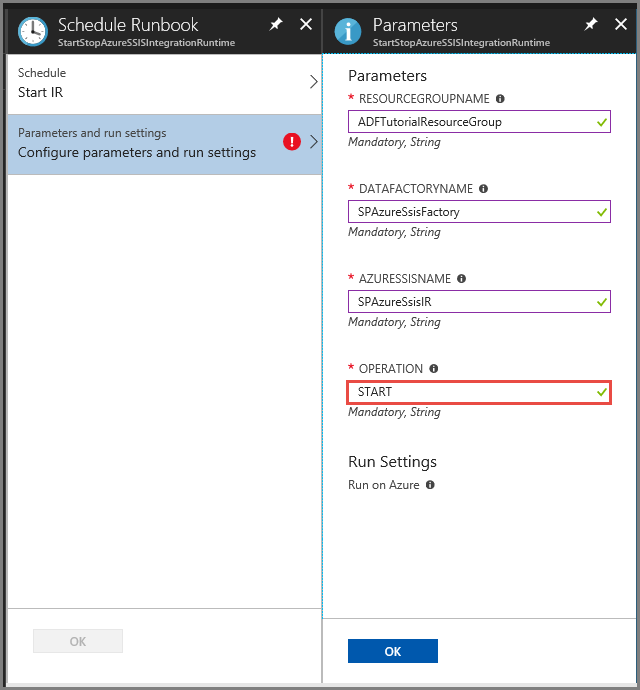 Schedule Runbook
StartStopAzureSSISIntegrationRuntime
Schedule
Start IR
Parameters and run settings
Configure parameters and run settings
!
OK
Parameters
StartStopAzureSSISIntegrationRuntime
Parameters
* RESOURCEGROUPNAME
ADFTutorialResourceGroup
Mandatory, String
* DATAFACTORYNAME
SPAzureSsisFactory
Mandatory, String
* AZURESSISNAME
SPAzureSsisIR
Mandatory, String
* OPERATION
START
Mandatory, String
Run Settings
Run on Azure
OK